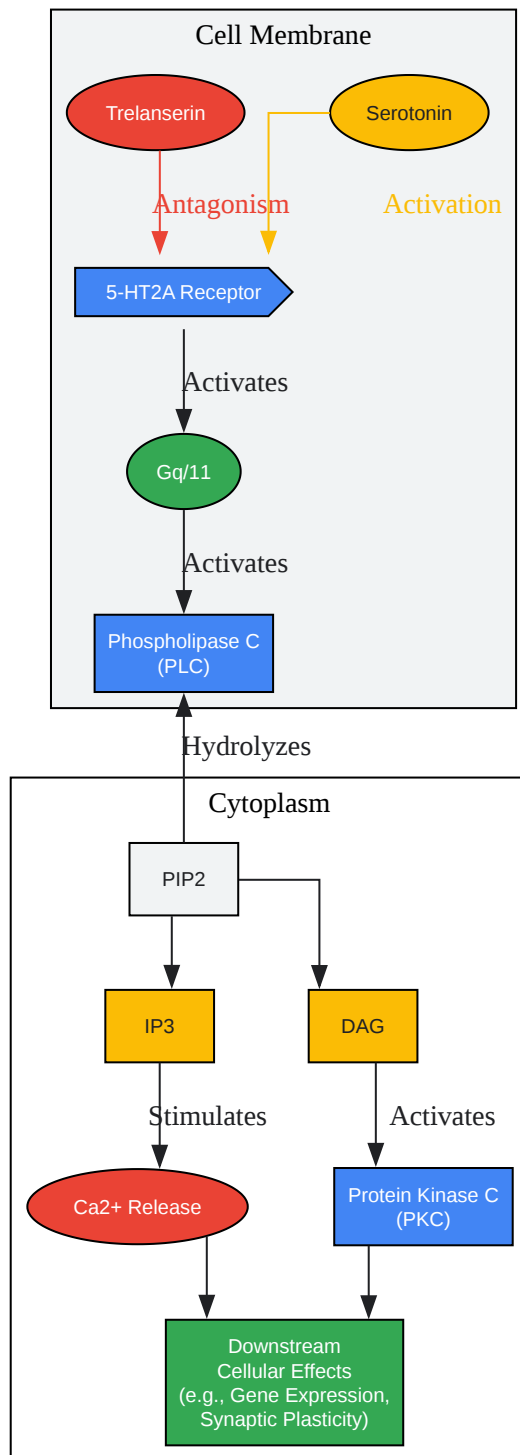 Cell Membrane
Trelanserin
Serotonin
Antagonism
Activation
5-HT2A Receptor
Activates
Gq/11
Activates
Phospholipase C
(PLC)
Hydrolyzes
Cytoplasm
PIP2
IP3
DAG
Stimulates
Activates
Ca2+ Release
Protein Kinase C
(PKC)
Downstream
Cellular Effects
(e.g., Gene Expression,
Synaptic Plasticity)